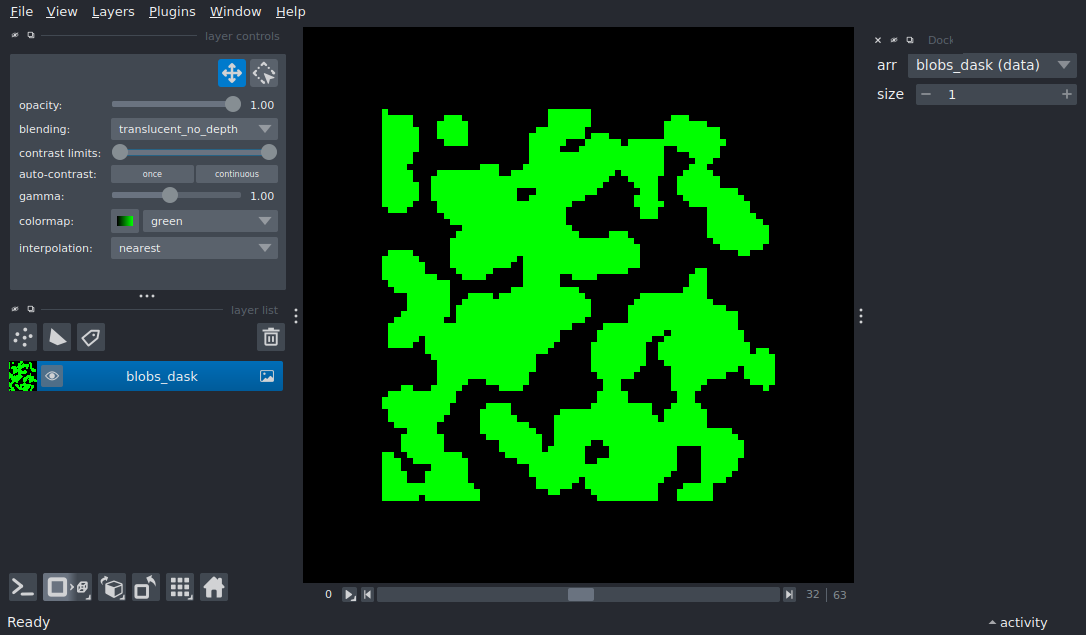 File View Layers Plugins Window Help
layer controls
Dock
arr blobs_dask (data)
size 1
opacity: 1.00
blending: translucent_no_depth
contrast limits:
auto-contrast: once continuous
gamma: 1.00
colormap: green
interpolation: nearest
layer list
blobs_dask
0 32 63
Ready activity